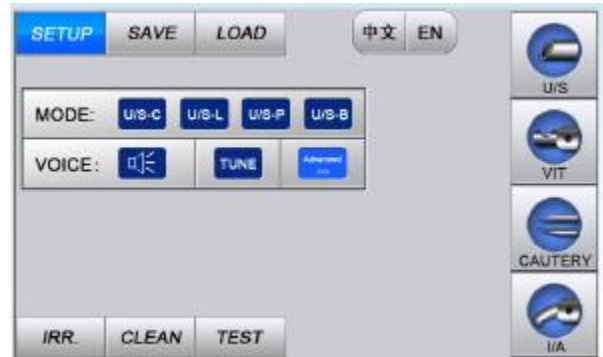 SETUP SAVE LOAD 中文 EN
U/S
MODE: U/S-C U/S-L U/S-P U/S-B
VOICE: TUNE Advanced >>>
VIT
CAUTERY
IRR. CLEAN TEST
I/A